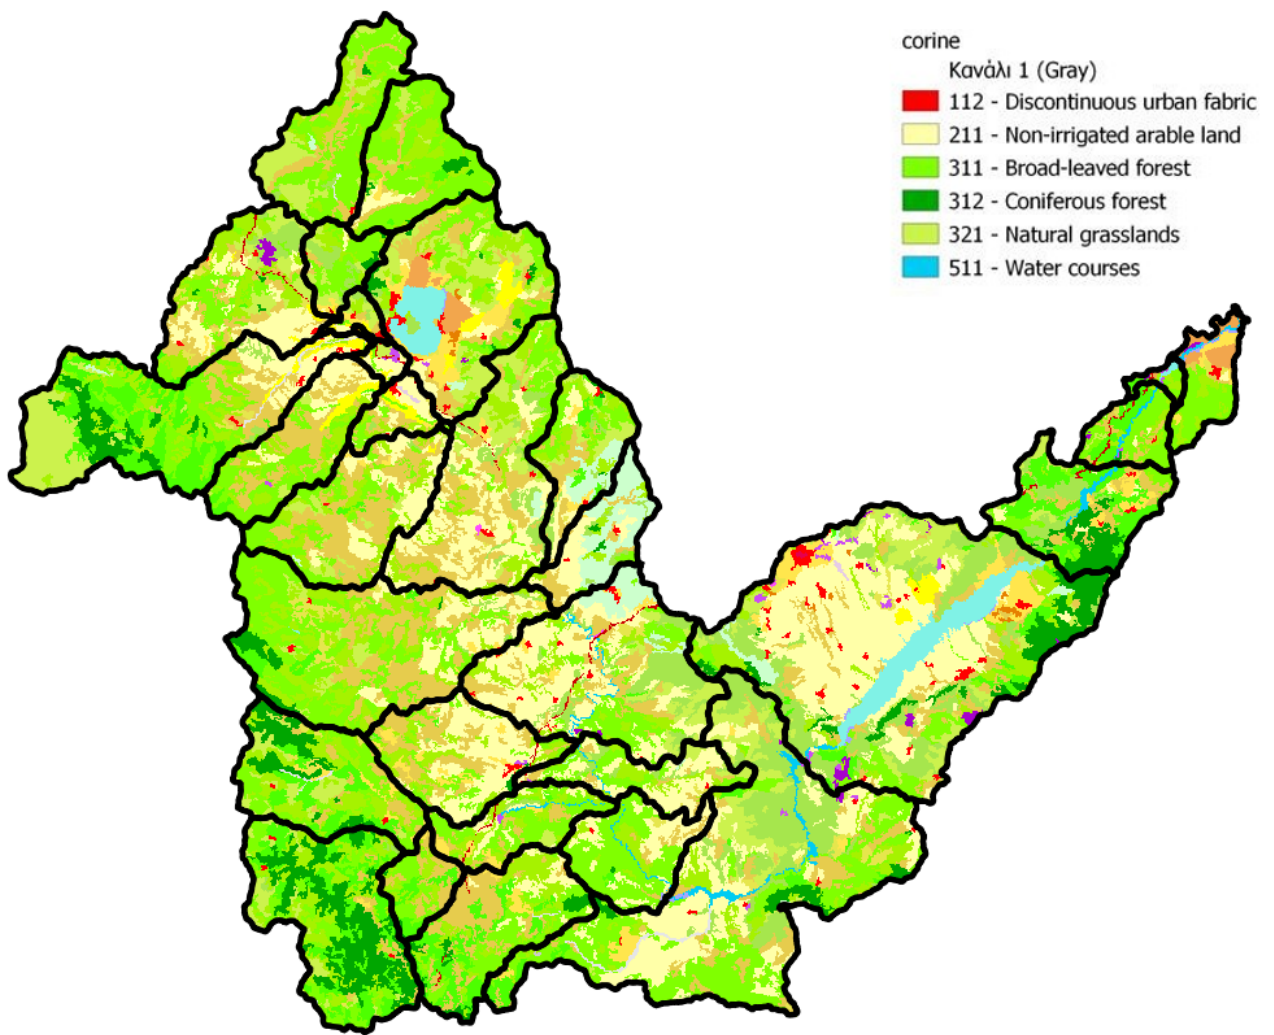 corine
Κανάλι 1 (Gray)
112 - Discontinuous urban fabric
211 - Non-irrigated arable land
311 - Broad-leaved forest
312 - Coniferous forest
321 - Natural grasslands
511 - Water courses